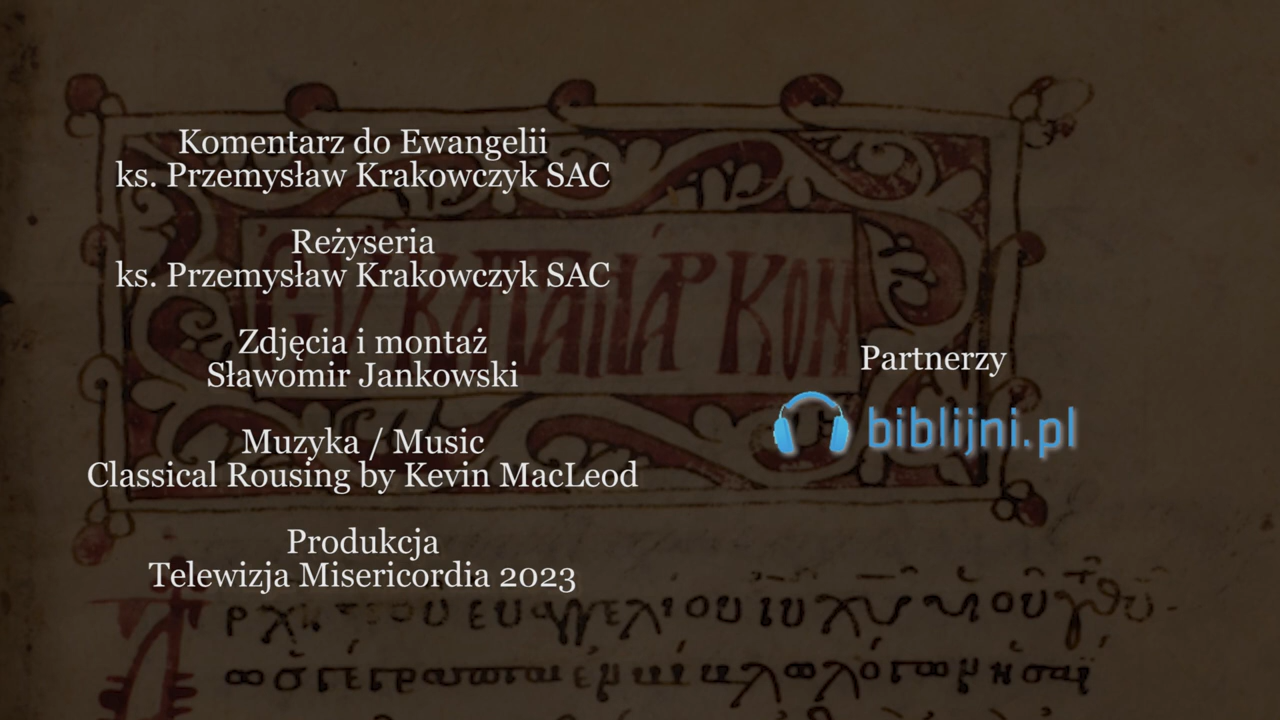 Komentarz do Ewangelii
ks. Przemysław Krakowczyk SAC
Reżyseria
ks. Przemysław Krakowczyk SAC
Zdjęcia i montaż
Sławomir Jankowski
Muzyka / Music
Classical Rousing by Kevin MacLeod
Produkcja
Telewizja Misericordia 2023
Partnerzy
biblijni.pl